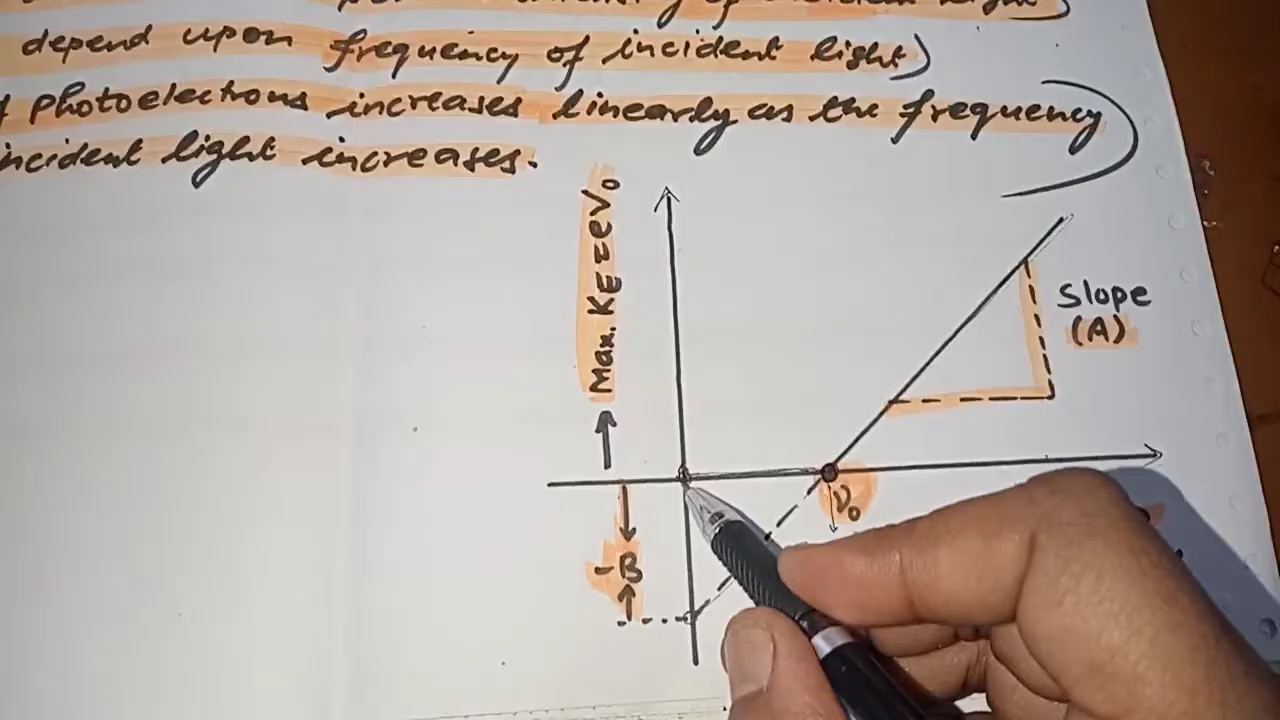 depend upon frequency of incident light)
Photoelectrons increases linearly as the frequency
incident light increases.
Max. KE = eV₀
Slope
(A)
ν₀
-B